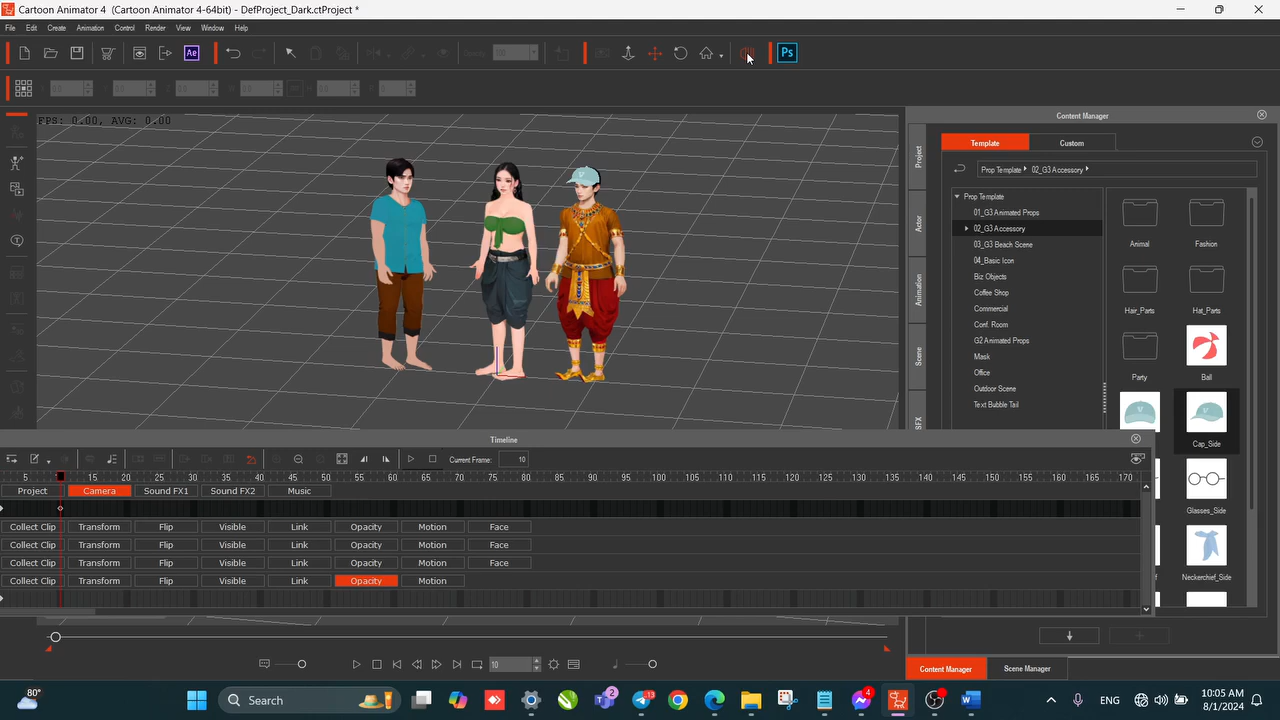 Cartoon Animator 4 (Cartoon Animator 4-64bit) - DefProject_Dark.ctProject *
File Edit Create Animation Control Render View Window Help
Ae
100
Ps
FPS: 0.00, AVG: 0.00
Content Manager
Template Custom
Project
Actor
Animation
Scene
SFX
Prop Template 02_G3 Accessory
Prop Template
01_G3 Animated Props
02_G3 Accessory
03_G3 Beach Scene
04_Basic Icon
Biz Objects
Coffee Shop
Commercial
Conf. Room
G2 Animated Props
Mask
Office
Outdoor Scene
Text Bubble Tail
Animal Fashion
Hair_Parts Hat_Parts
Party Ball
Cap_Side
Glasses_Side
Neckerchief_Side
Timeline
Current Frame: 10
5 15 20 25 30 35 40 45 50 55 60 65 70 75 80 85 90 95 100 105 110 115 120 125 130 135 140 145 150 155 160 165 170
Project Camera Sound FX1 Sound FX2 Music
Collect Clip Transform Flip Visible Link Opacity Motion Face
Collect Clip Transform Flip Visible Link Opacity Motion Face
Collect Clip Transform Flip Visible Link Opacity Motion Face
Collect Clip Transform Flip Visible Link Opacity Motion
10
Content Manager Scene Manager
80°
Search
2
13
4
ENG
10:05 AM
8/1/2024